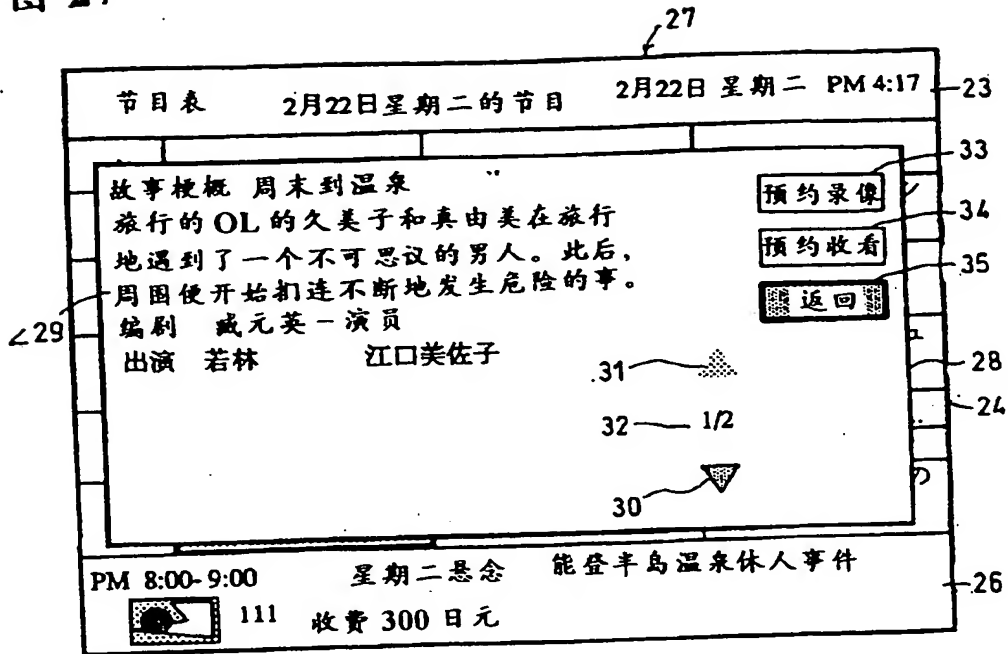 27
节目表 2月22日星期二的节目 2月22日 星期二 PM 4:17 23
33
故事梗概 周末到温泉 预约录像
旅行的 OL 的久美子和真由美在旅行 34
地遇到了一个不可思议的男人。此后, 预约收看
周围便开始接连不断地发生危险的事。 35
29 返回
编剧 臧元英一演员
出演 若林 江口美佐子
31 28
24
32 1/2
30 の
PM 8:00-9:00 星期二悬念 能登半岛温泉休人事件 26
111 收费 300 日元